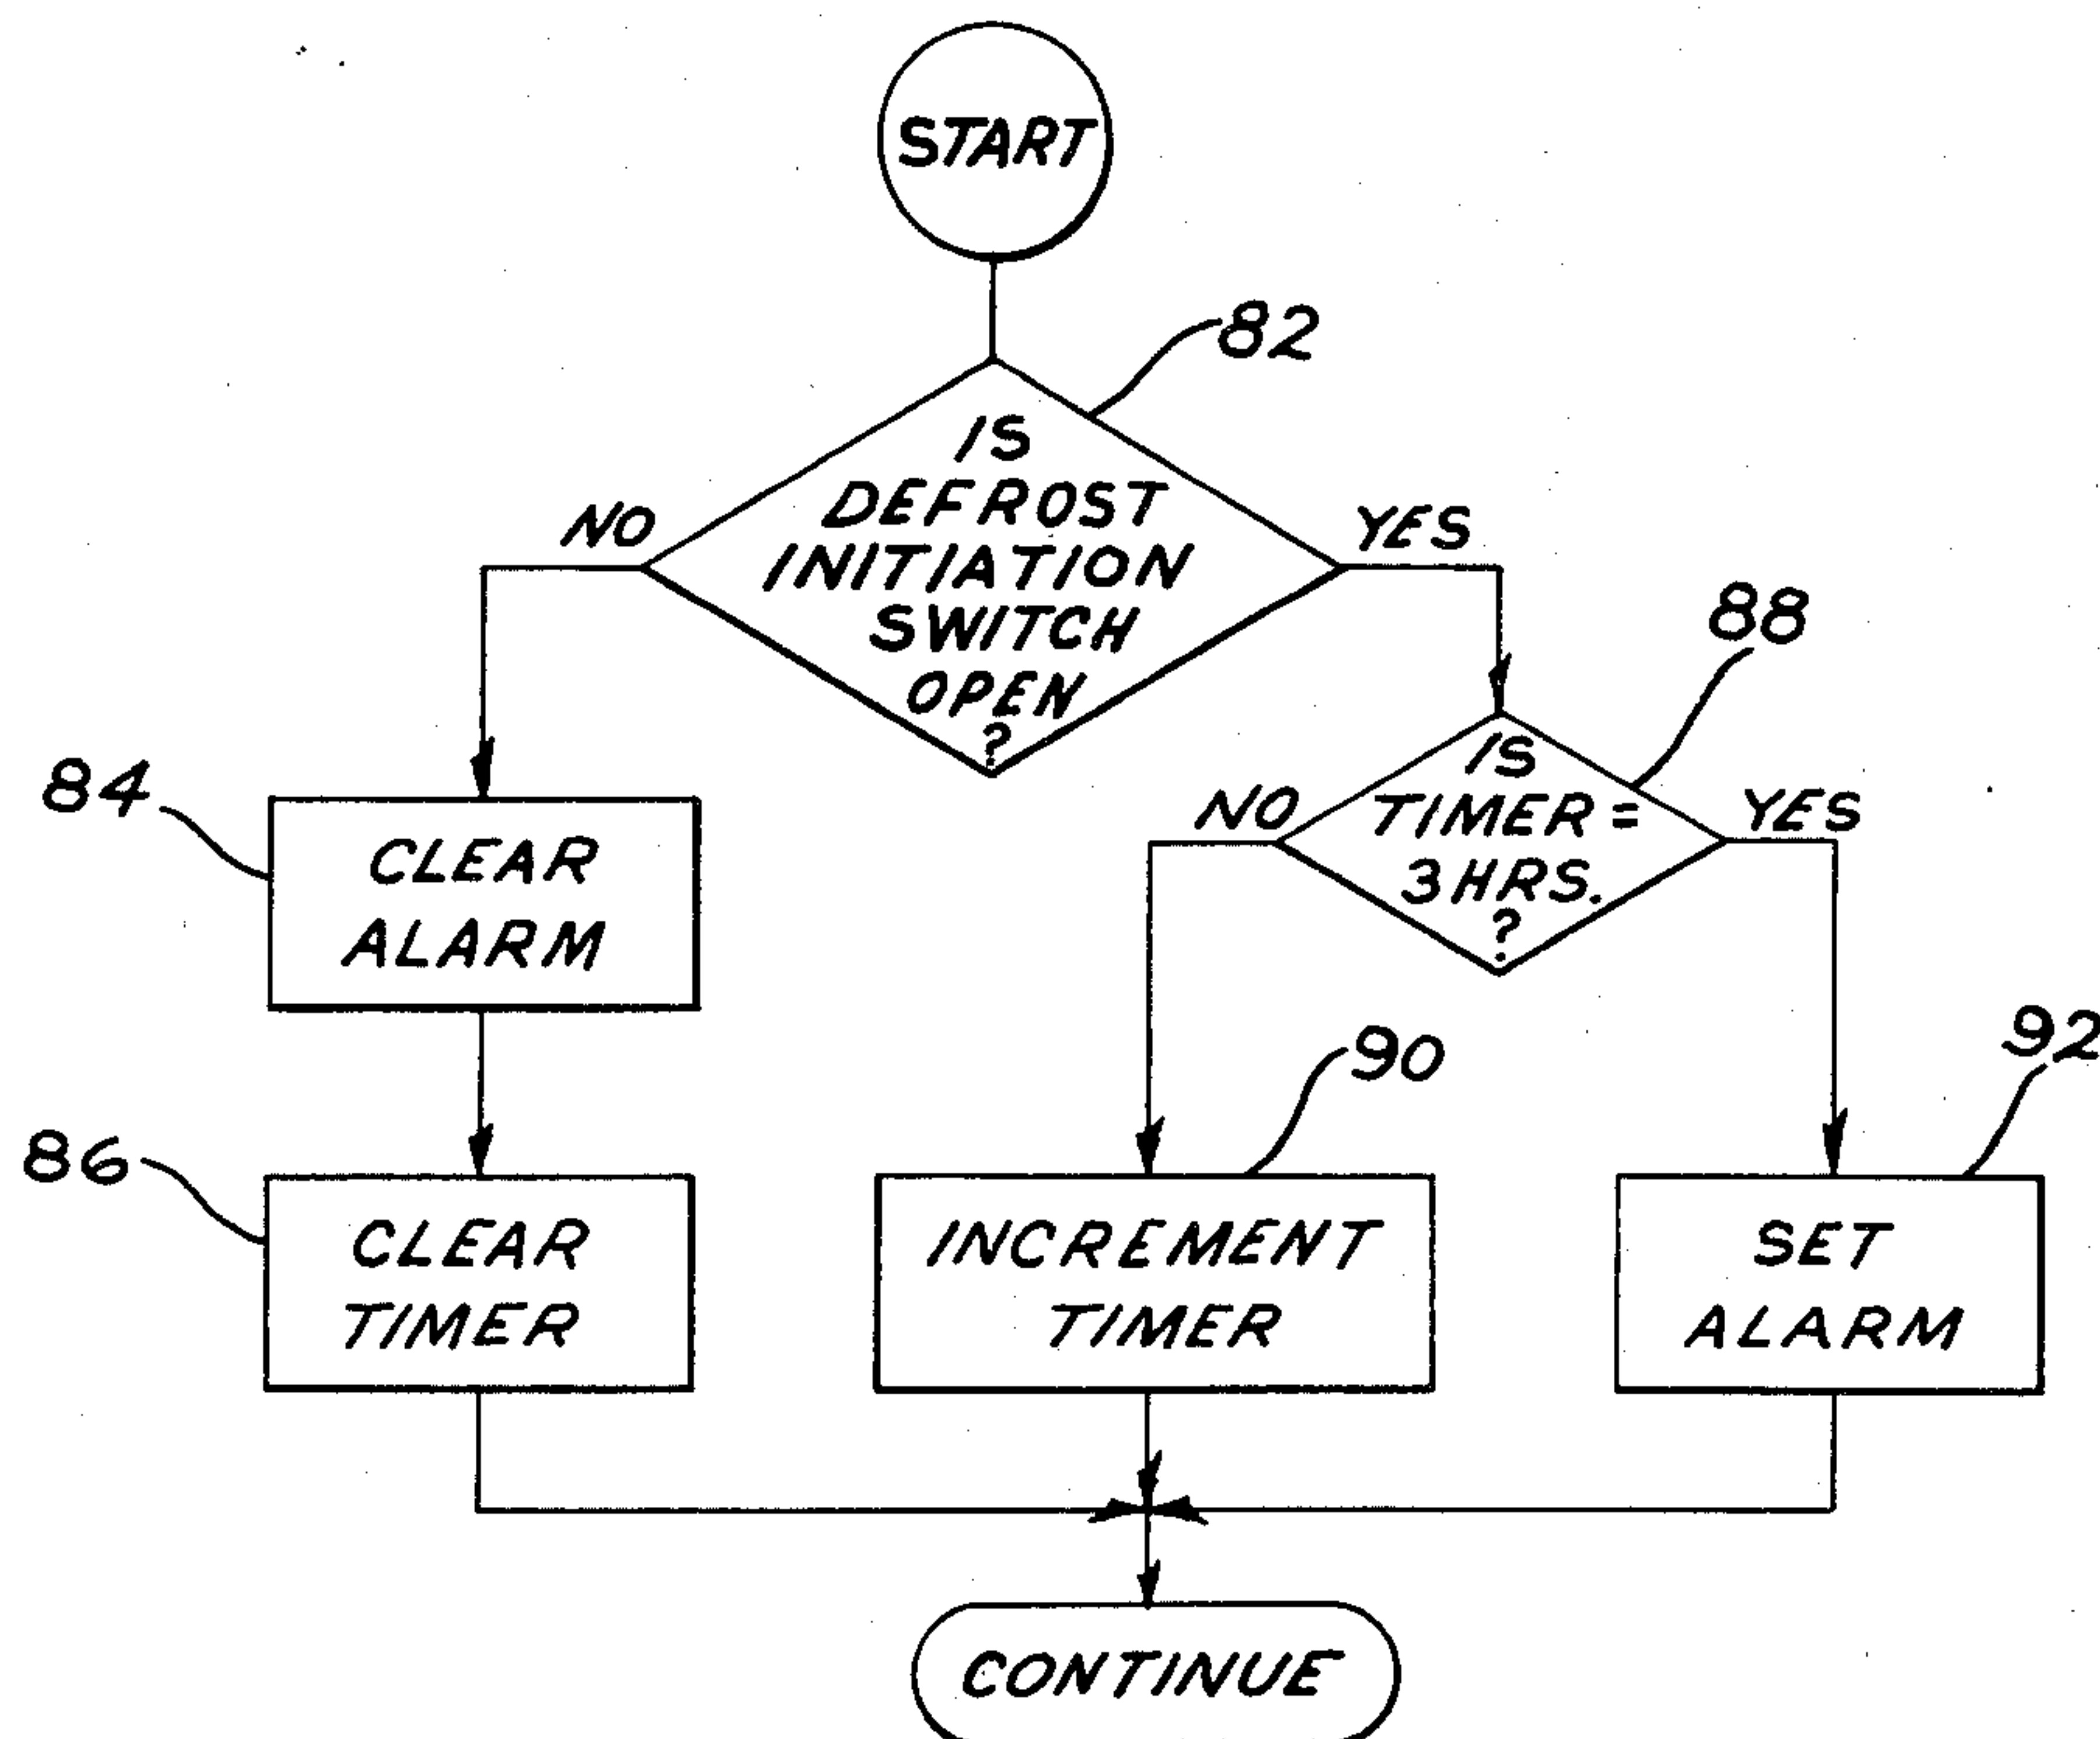 START
82
IS
DEFROST
INITIATION
SWITCH
OPEN
?
NO
YES
88
IS
TIMER =
3 HRS.
?
NO
YES
84
CLEAR
ALARM
90
92
86
CLEAR
TIMER
INCREMENT
TIMER
SET
ALARM
CONTINUE